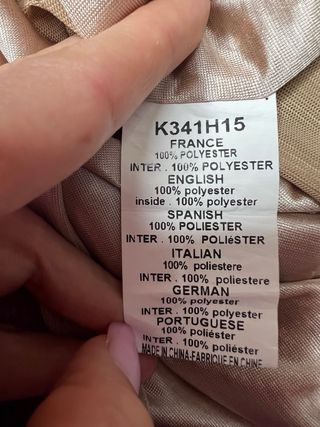 K341H15
FRANCE
100% POLYESTER
INTER . 100% POLYESTER
ENGLISH
100% polyester
inside . 100% polyester
SPANISH
100% POLIESTER
INTER . 100% POLIéSTER
ITALIAN
100% poliestere
INTER . 100% poliestere
GERMAN
100% polyester
INTER . 100% polyester
PORTUGUESE
100% poliéster
INTER . 100% poliéster
MADE IN CHINA-FABRIQUE EN CHINE